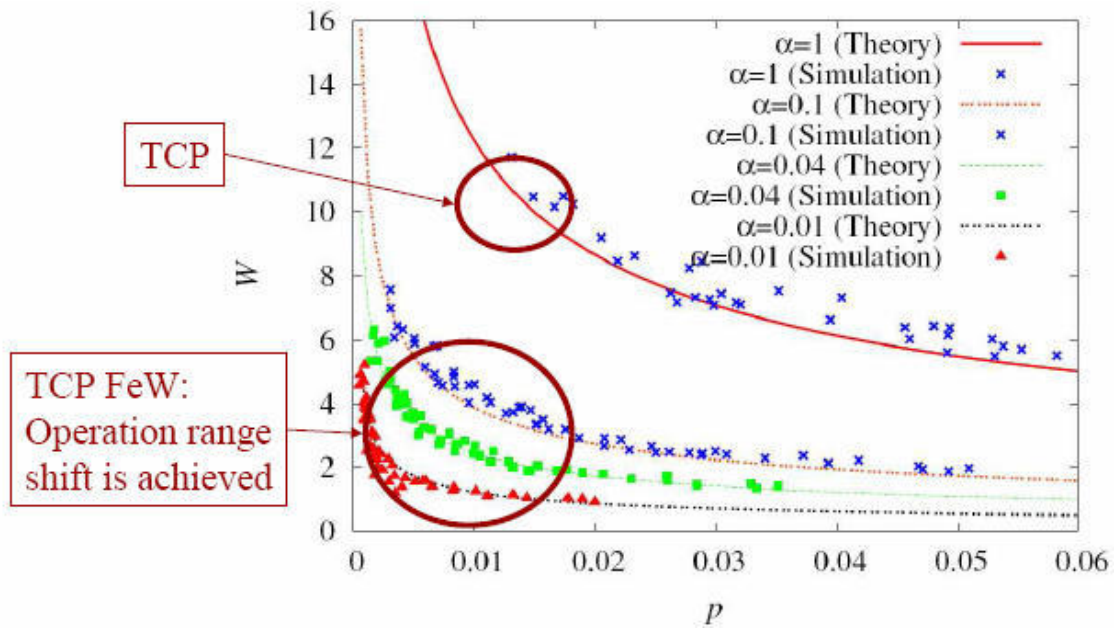 16
14
12
10
8
6
4
2
0
W
0
0.01
0.02
0.03
0.04
0.05
0.06
p
α=1 (Theory)
α=1 (Simulation)
α=0.1 (Theory)
α=0.1 (Simulation)
α=0.04 (Theory)
α=0.04 (Simulation)
α=0.01 (Theory)
α=0.01 (Simulation)
TCP
TCP FeW:
Operation range
shift is achieved